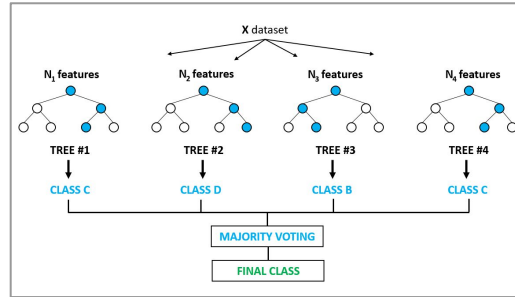 X dataset
N1 features
N2 features
N3 features
N4 features
TREE #1
TREE #2
TREE #3
TREE #4
CLASS C
CLASS D
CLASS B
CLASS C
MAJORITY VOTING
FINAL CLASS